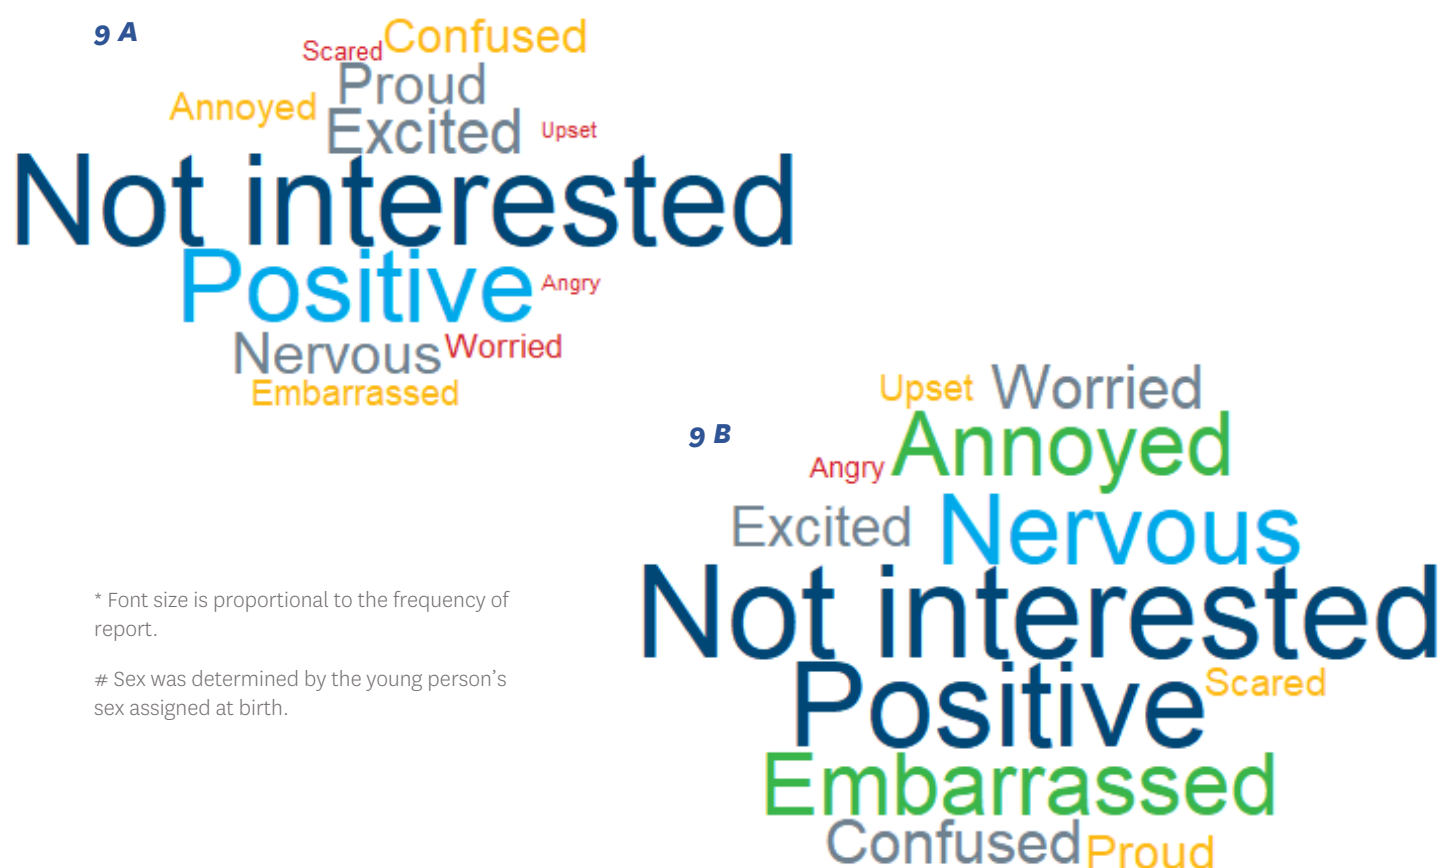 9 A
Scared Confused
Proud
Annoyed
Excited Upset
Not interested
Positive Angry
Nervous Worried
Embarrassed
9 B
Upset Worried
Annoyed
Angry
Excited Nervous
Not interested
Positive Scared
Embarrassed
Confused Proud
* Font size is proportional to the frequency of
report.
# Sex was determined by the young person’s
sex assigned at birth.